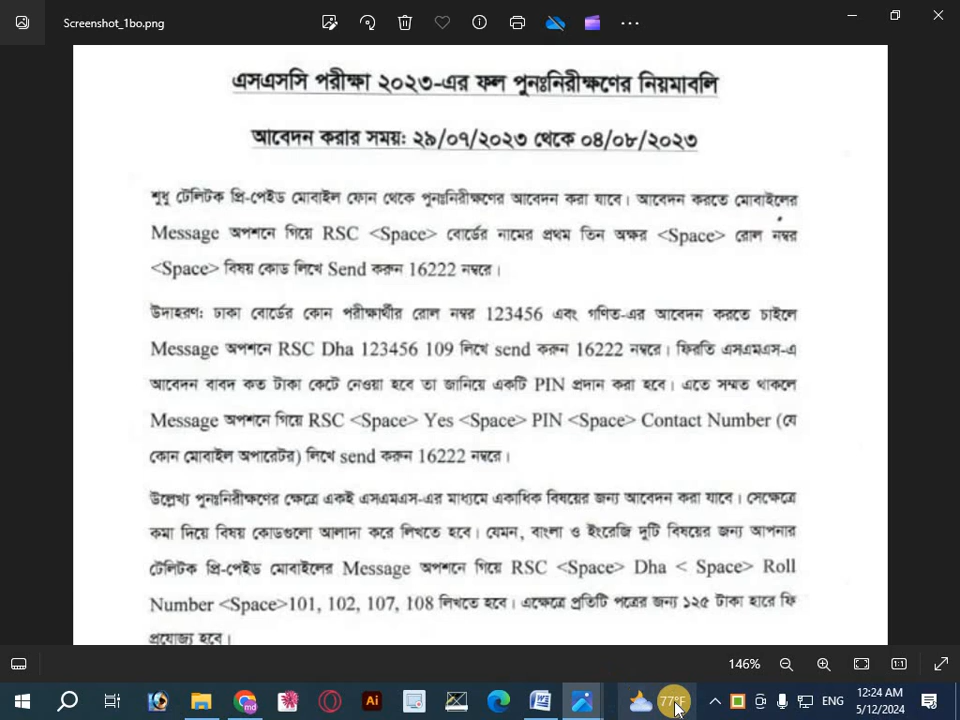 Screenshot_1bo.png
এসএসসি পরীক্ষা ২০২৩-এর ফল পুনঃনিরীক্ষণের নিয়মাবলি
আবেদন করার সময়: ২৯/০৭/২০২৩ থেকে ০৪/০৮/২০২৩
শুধু টেলিটক প্রি-পেইড মোবাইল ফোন থেকে পুনঃনিরীক্ষণের আবেদন করা যাবে। আবেদন করতে মোবাইলের
Message অপশনে গিয়ে RSC <Space> বোর্ডের নামের প্রথম তিন অক্ষর <Space> রোল নম্বর
<Space> বিষয় কোড লিখে Send করুন 16222 নম্বরে।
উদাহরণ: ঢাকা বোর্ডের কোন পরীক্ষার্থীর রোল নম্বর 123456 এবং গণিত-এর আবেদন করতে চাইলে
Message অপশনে RSC Dha 123456 109 লিখে send করুন 16222 নম্বরে। ফিরতি এসএমএস-এ
আবেদন বাবদ কত টাকা কেটে নেওয়া হবে তা জানিয়ে একটি PIN প্রদান করা হবে। এতে সম্মত থাকলে
Message অপশনে গিয়ে RSC <Space> Yes <Space> PIN <Space> Contact Number (যে
কোন মোবাইল অপারেটর) লিখে send করুন 16222 নম্বরে।
উল্লেখ্য পুনঃনিরীক্ষণের ক্ষেত্রে একই এসএমএস-এর মাধ্যমে একাধিক বিষয়ের জন্য আবেদন করা যাবে। সেক্ষেত্রে
কমা দিয়ে বিষয় কোডগুলো আলাদা করে লিখতে হবে। যেমন, বাংলা ও ইংরেজি দুটি বিষয়ের জন্য আপনার
টেলিটক প্রি-পেইড মোবাইলের Message অপশনে গিয়ে RSC <Space> Dha < Space> Roll
Number <Space>101, 102, 107, 108 লিখতে হবে। এক্ষেত্রে প্রতিটি পত্রের জন্য ১২৫ টাকা হারে ফি
প্রযোজ্য হবে।
146%
1:1
md
Ai
W
77°F
ENG
12:24 AM
5/12/2024